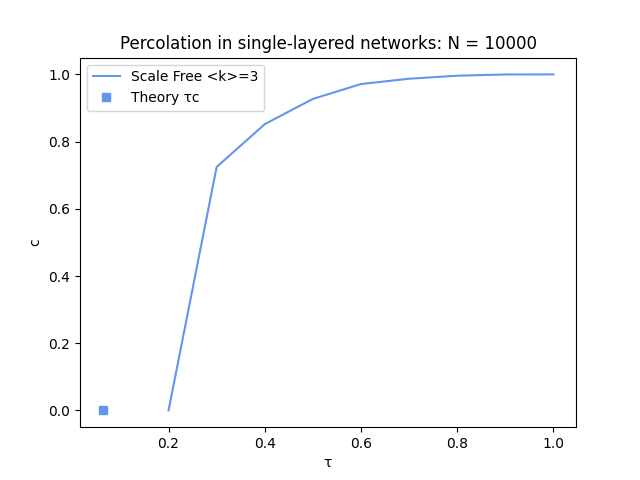 Percolation in single-layered networks: N = 10000
Scale Free <k>=3
Theory τc
c
1.0
0.8
0.6
0.4
0.2
0.0
0.2 0.4 0.6 0.8 1.0
τ